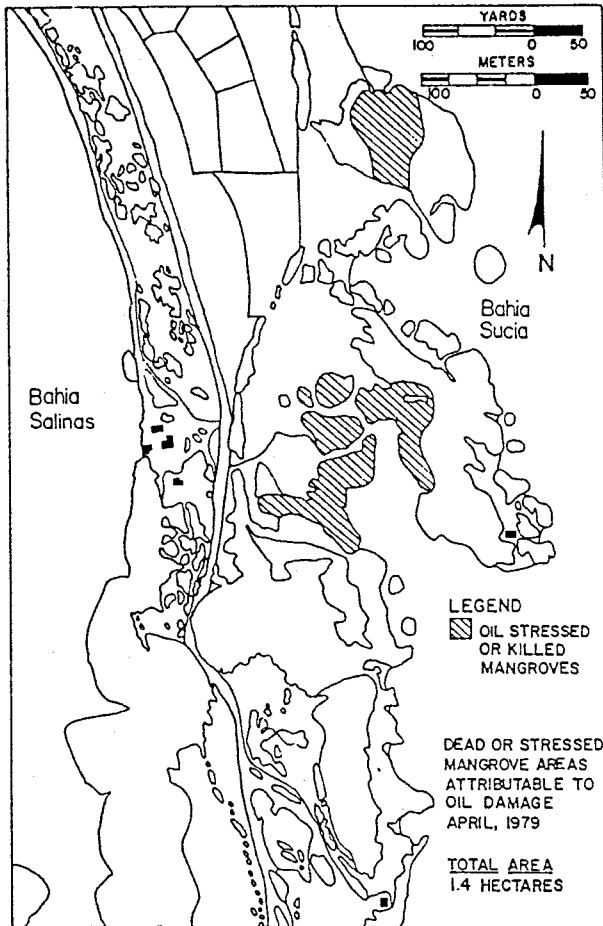 YARDS
100 0 50
METERS
100 0 50
N
Bahia
Sucia
Bahia
Salinas
LEGEND
OIL STRESSED
OR KILLED
MANGROVES
DEAD OR STRESSED
MANGROVE AREAS
ATTRIBUTABLE TO
OIL DAMAGE
APRIL, 1979
TOTAL AREA
1.4 HECTARES